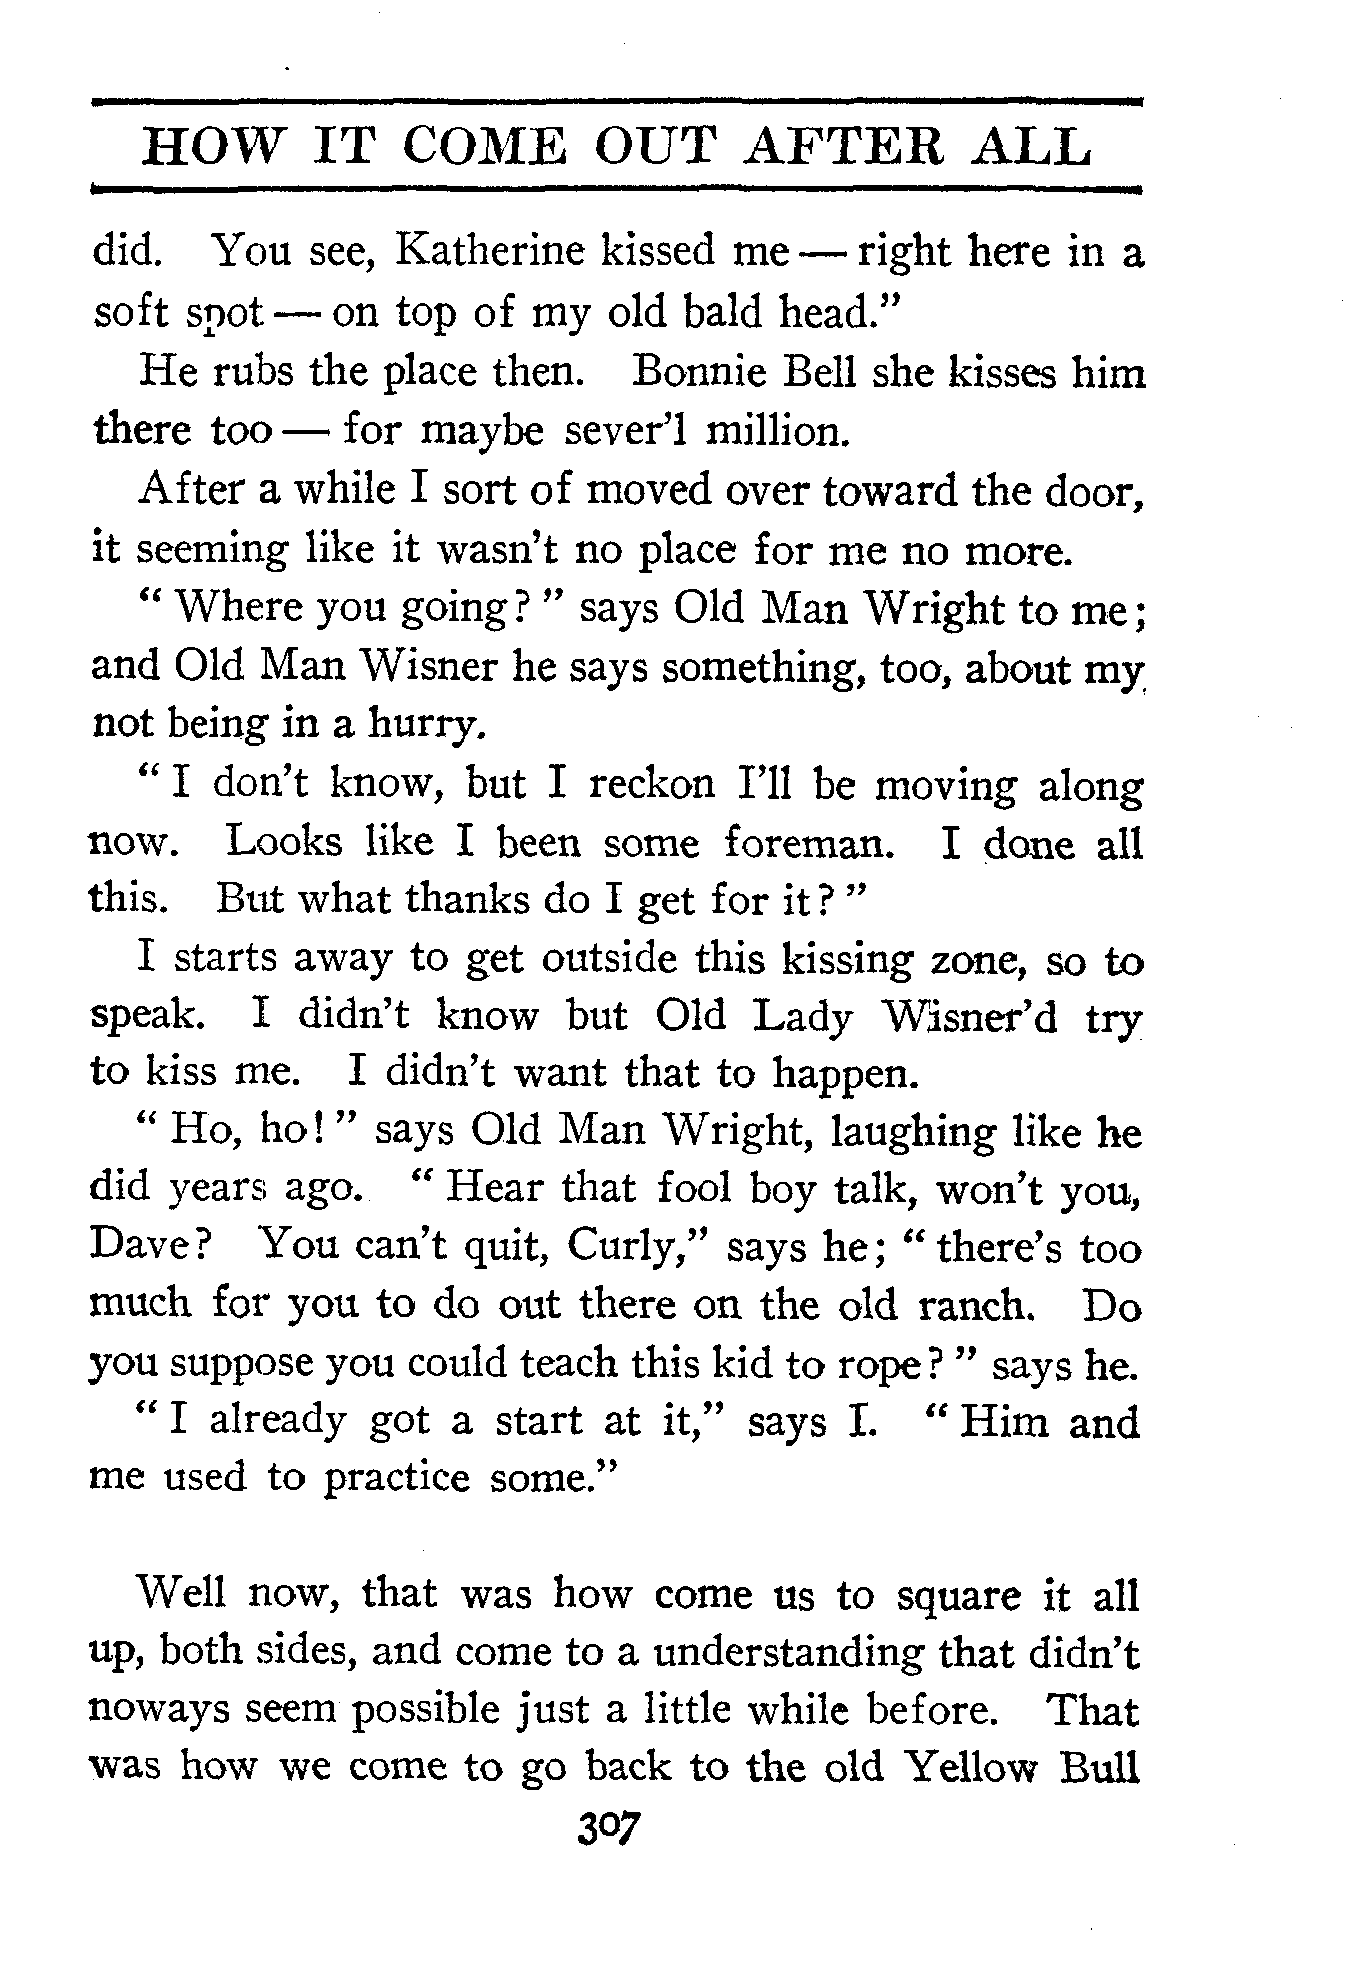 HOW IT COME OUT AFTER ALL
did. You see, Katherine kissed me — right here in a
soft spot — on top of my old bald head."
He rubs the place then. Bonnie Bell she kisses him
there too — for maybe sever'l million.
After a while I sort of moved over toward the door,
it seeming like it wasn't no place for me no more.
" Where you going? " says Old Man Wright to me;
and Old Man Wisner he says something, too, about my
not being in a hurry.
" I don't know, but I reckon I'll be moving along
now. Looks like I been some foreman. I done all
this. But what thanks do I get for it? "
I starts away to get outside this kissing zone, so to
speak. I didn't know but Old Lady Wisner'd try
to kiss me. I didn't want that to happen.
" Ho, ho! " says Old Man Wright, laughing like he
did years ago. " Hear that fool boy talk, won't you,
Dave? You can't quit, Curly," says he; " there's too
much for you to do out there on the old ranch. Do
you suppose you could teach this kid to rope? " says he.
" I already got a start at it," says I. " Him and
me used to practice some."
Well now, that was how come us to square it all
up, both sides, and come to a understanding that didn't
noways seem possible just a little while before. That
was how we come to go back to the old Yellow Bull
307